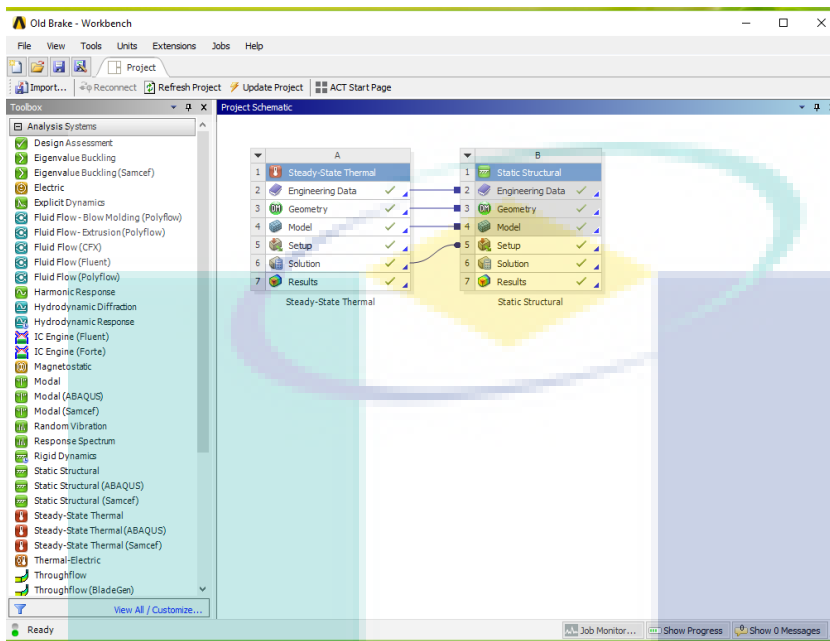 Old Brake - Workbench
File View Tools Units Extensions Jobs Help
Project
Import... Reconnect Refresh Project Update Project ACT Start Page
Toolbox
Project Schematic
Analysis Systems
Design Assessment
Eigenvalue Buckling
Eigenvalue Buckling (Samcef)
Electric
Explicit Dynamics
Fluid Flow - Blow Molding (Polyflow)
Fluid Flow - Extrusion (Polyflow)
Fluid Flow (CFX)
Fluid Flow (Fluent)
Fluid Flow (Polyflow)
Harmonic Response
Hydrodynamic Diffraction
Hydrodynamic Response
IC Engine (Fluent)
IC Engine (Forte)
Magnetostatic
Modal
Modal (ABAQUS)
Modal (Samcef)
Random Vibration
Response Spectrum
Rigid Dynamics
Static Structural
Static Structural (ABAQUS)
Static Structural (Samcef)
Steady-State Thermal
Steady-State Thermal (ABAQUS)
Steady-State Thermal (Samcef)
Thermal-Electric
Throughflow
Throughflow (BladeGen)
View All / Customize...
A
1 Steady-State Thermal
2 Engineering Data
3 Geometry
4 Model
5 Setup
6 Solution
7 Results
Steady-State Thermal
B
1 Static Structural
2 Engineering Data
3 Geometry
4 Model
5 Setup
6 Solution
7 Results
Static Structural
Ready
Job Monitor... Show Progress Show 0 Messages